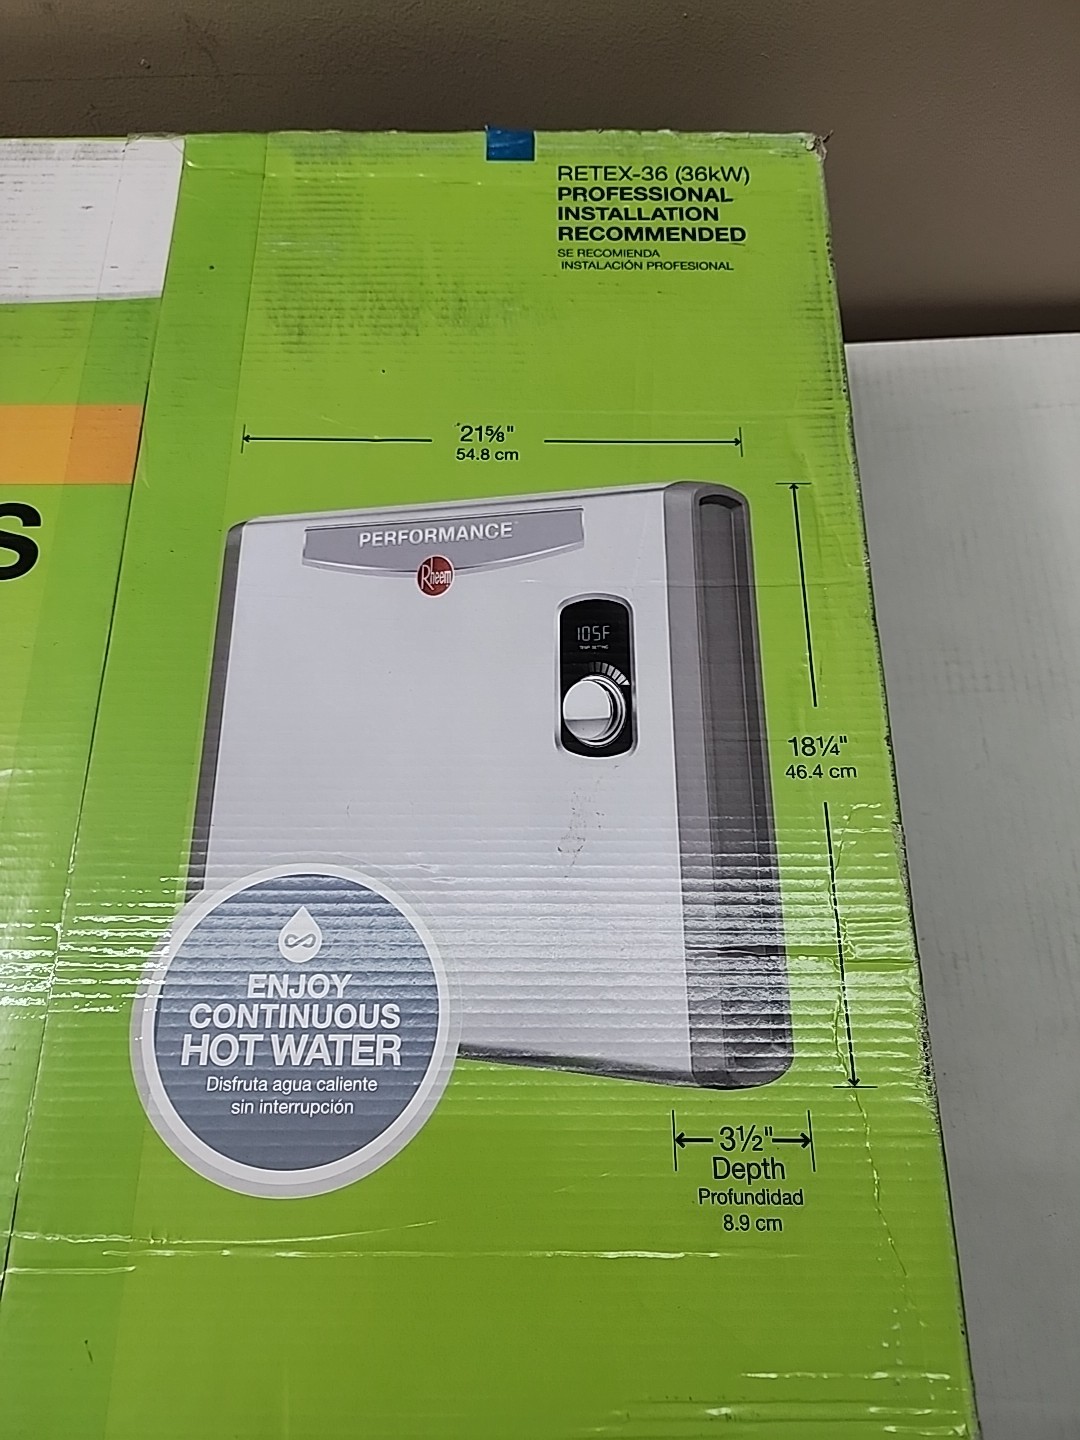 RETEX-36 (36kW)
PROFESSIONAL
INSTALLATION
RECOMMENDED
SE RECOMIENDA
INSTALACIÓN PROFESIONAL
21⅝"
54.8 cm
PERFORMANCE
Rheem
105F
TEMP SETTING
18¼"
46.4 cm
S
ENJOY
CONTINUOUS
HOT WATER
Disfruta agua caliente
sin interrupción
3½"
Depth
Profundidad
8.9 cm